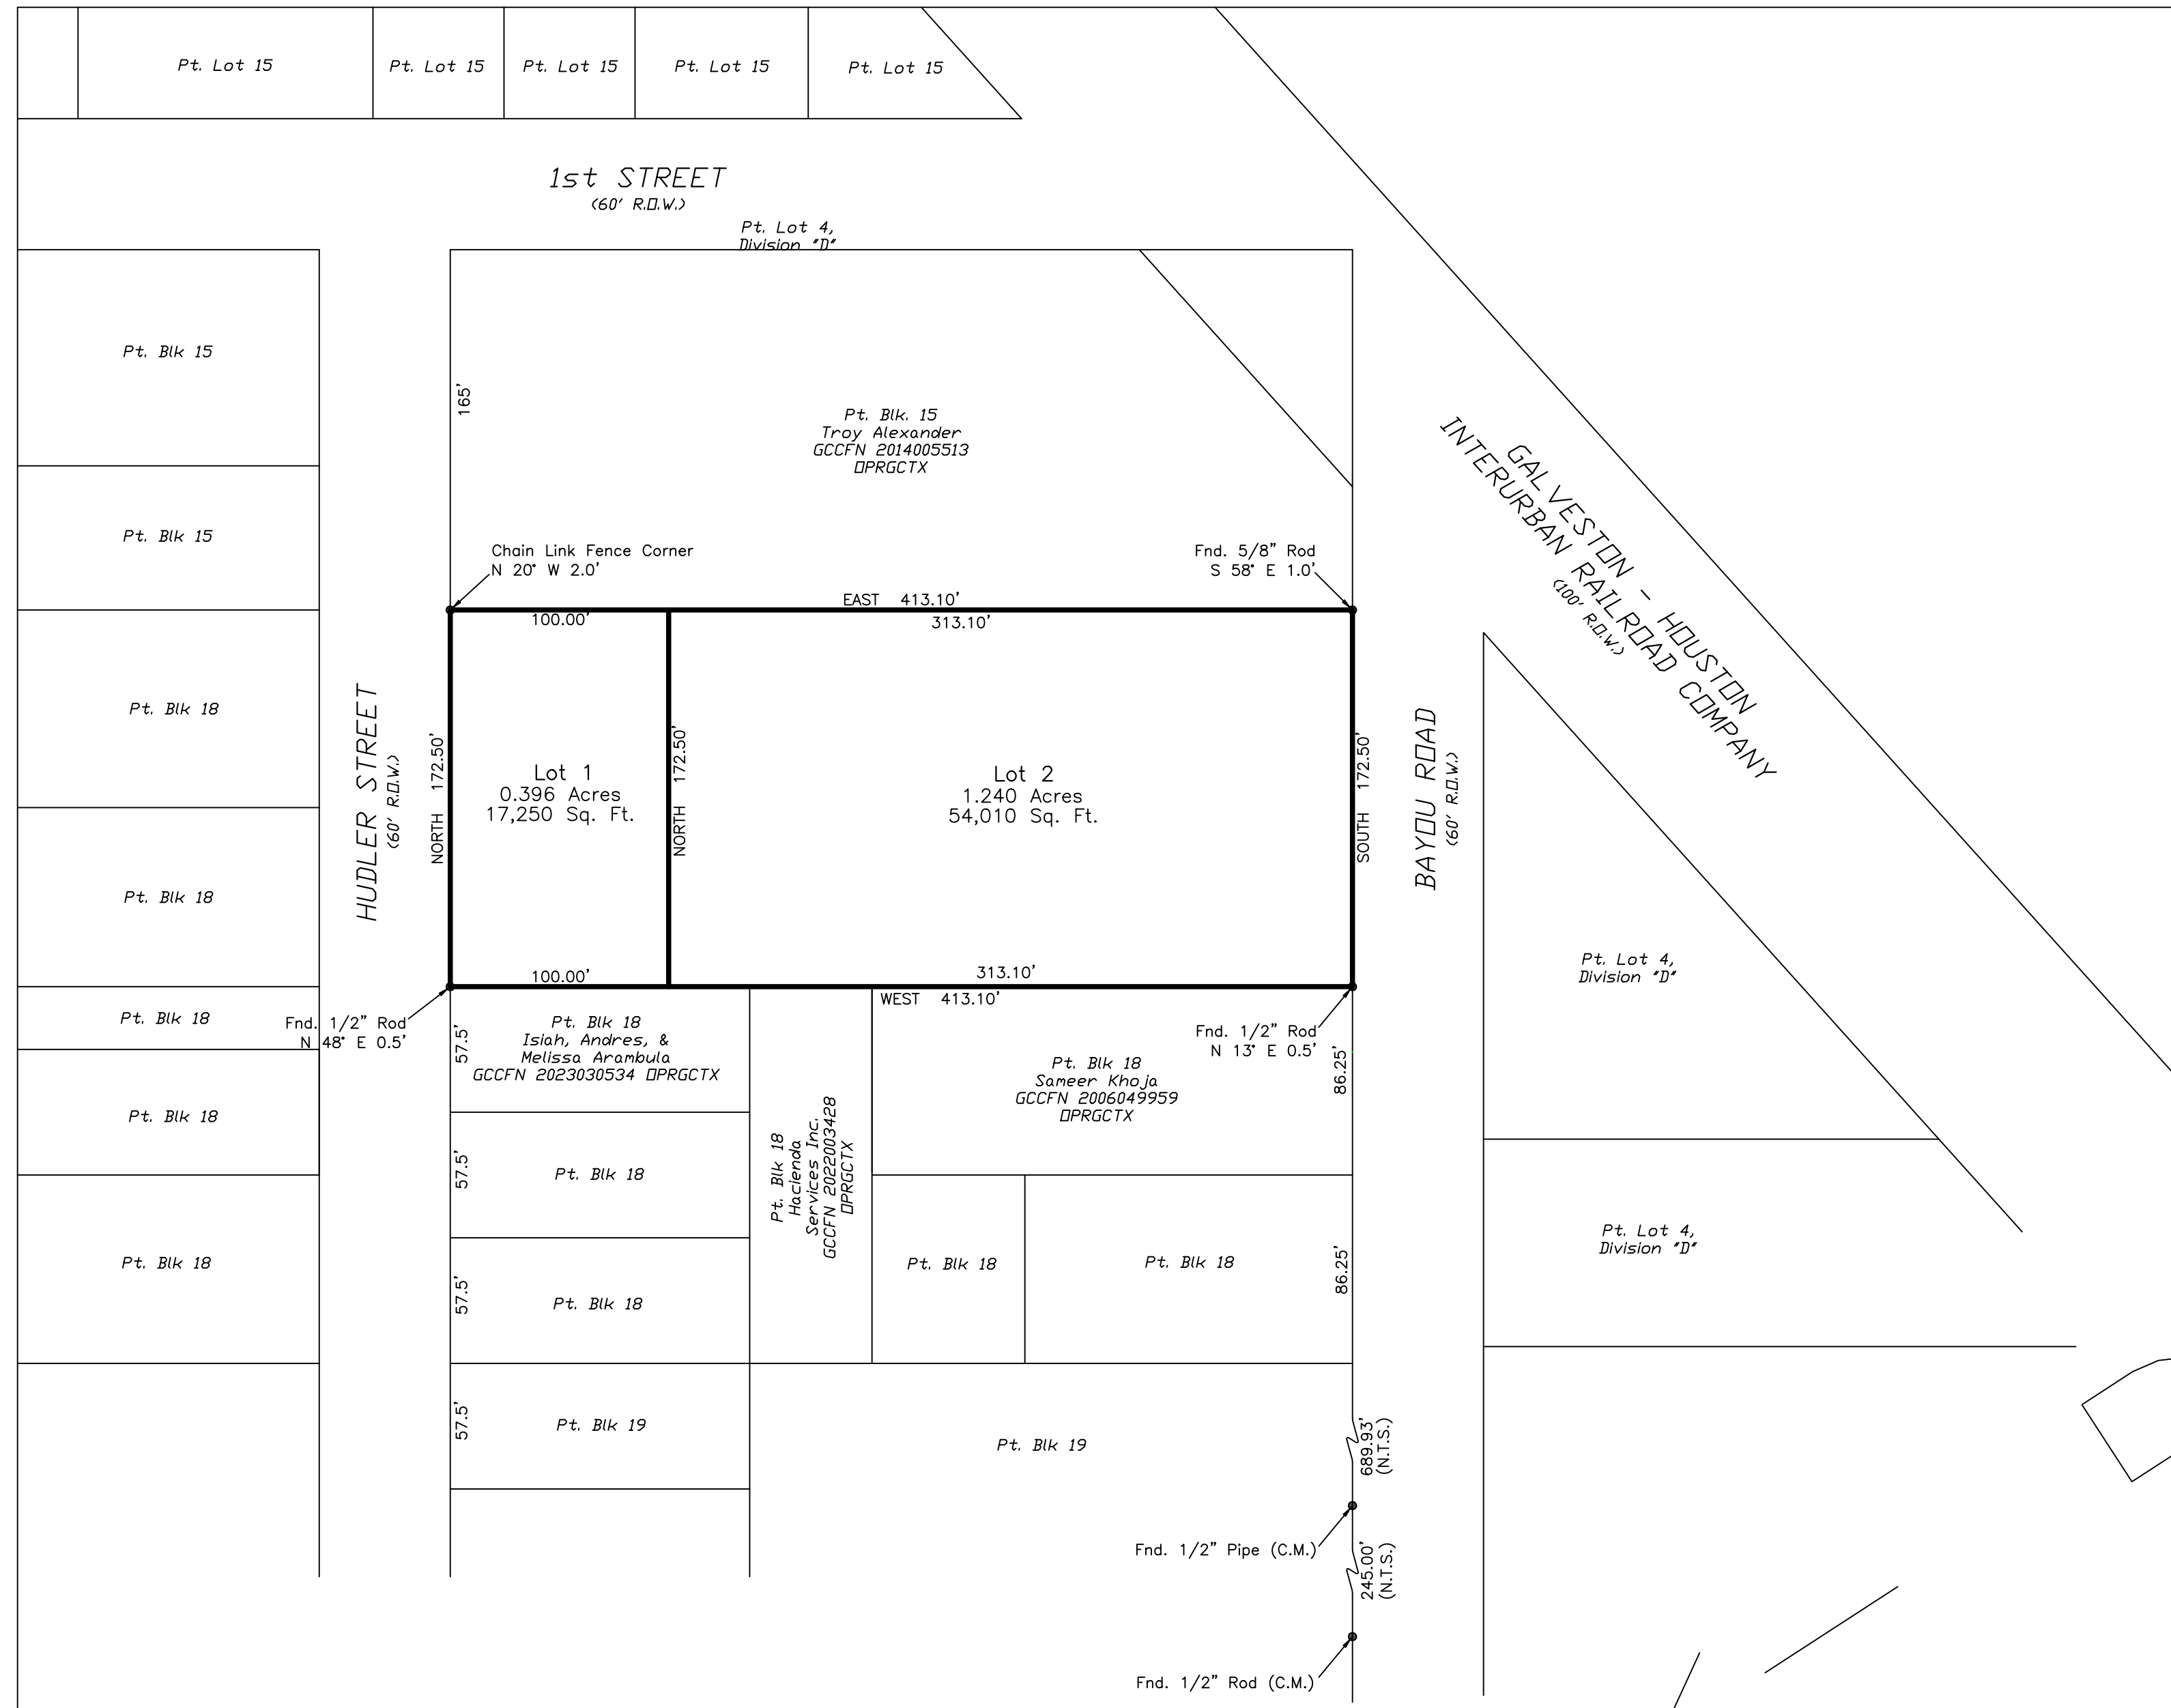 Pt. Lot 15
Pt. Lot 15
Pt. Lot 15
Pt. Lot 15
Pt. Lot 15
1st STREET
(60' R.O.W.)
Pt. Lot 4,
Division "D"
Pt. Blk 15
165'
Pt. Blk. 15
Troy Alexander
GCCFN 2014005513
OPRGCTX
GALVESTON - HOUSTON
INTERURBAN RAILROAD COMPANY
(100' R.O.W.)
Pt. Blk 15
Chain Link Fence Corner
N 20° W 2.0'
Fnd. 5/8" Rod
S 58° E 1.0'
EAST 413.10'
100.00'
313.10'
Pt. Blk 18
HUDLER STREET
(60' R.O.W.)
NORTH 172.50'
Lot 1
0.396 Acres
17,250 Sq. Ft.
NORTH 172.50'
Lot 2
1.240 Acres
54,010 Sq. Ft.
SOUTH 172.50'
BAYOU ROAD
(60' R.O.W.)
Pt. Blk 18
Pt. Lot 4,
Division "D"
100.00'
313.10'
WEST 413.10'
Pt. Blk 18
Fnd. 1/2" Rod
N 48° E 0.5'
57.5'
Pt. Blk 18
Isiah, Andres, &
Melissa Arambula
GCCFN 2023030534 OPRGCTX
Fnd. 1/2" Rod
N 13° E 0.5'
Pt. Blk 18
Sameer Khoja
GCCFN 2006049959
OPRGCTX
86.25'
Pt. Blk 18
57.5'
Pt. Blk 18
Pt. Blk 18
Hacienda
Services Inc.
GCCFN 2022003428
OPRGCTX
Pt. Blk 18
57.5'
Pt. Blk 18
Pt. Blk 18
Pt. Blk 18
86.25'
Pt. Lot 4,
Division "D"
57.5'
Pt. Blk 19
Pt. Blk 19
689.93'
(N.T.S.)
Fnd. 1/2" Pipe (C.M.)
245.00'
(N.T.S.)
Fnd. 1/2" Rod (C.M.)